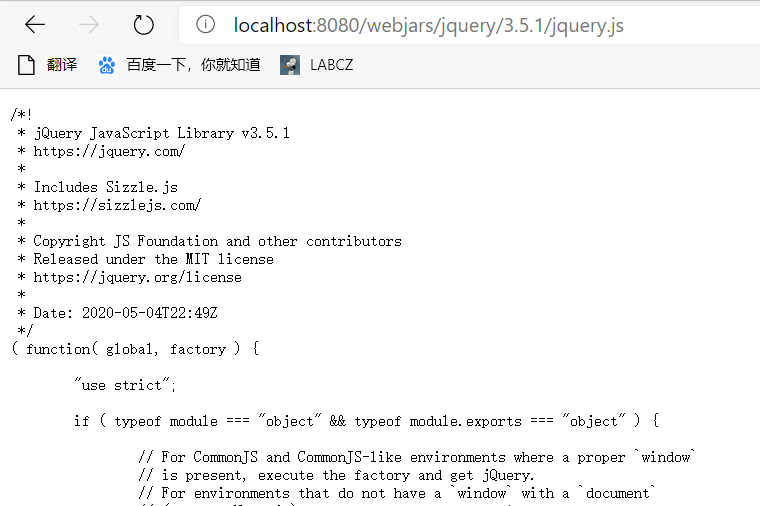 localhost:8080/webjars/jquery/3.5.1/jquery.js
翻译 百度一下，你就知道 LABCZ
/*!
 * jQuery JavaScript Library v3.5.1
 * https://jquery.com/
 *
 * Includes Sizzle.js
 * https://sizzlejs.com/
 *
 * Copyright JS Foundation and other contributors
 * Released under the MIT license
 * https://jquery.org/license
 *
 * Date: 2020-05-04T22:49Z
 */
( function( global, factory ) {
"use strict";
if ( typeof module === "object" && typeof module.exports === "object" ) {
// For CommonJS and CommonJS-like environments where a proper `window`
// is present, execute the factory and get jQuery.
// For environments that do not have a `window` with a `document`